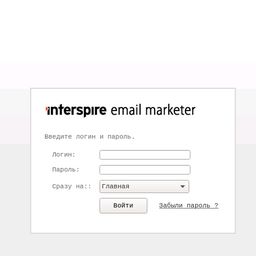 interspire email marketer
Введите логин и пароль.
Логин:
Пароль:
Сразу на:: Главная
Войти Забыли пароль ?